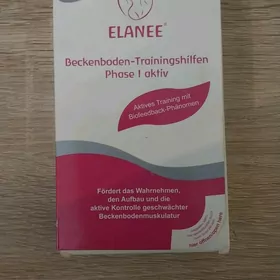 ELANEE®
Beckenboden-Trainingshilfen
Phase I aktiv
Aktives Training mit
Biofeedback-Phänomen
Fördert das Wahrnehmen,
den Aufbau und die
aktive Kontrolle geschwächter
Beckenbodenmuskulatur